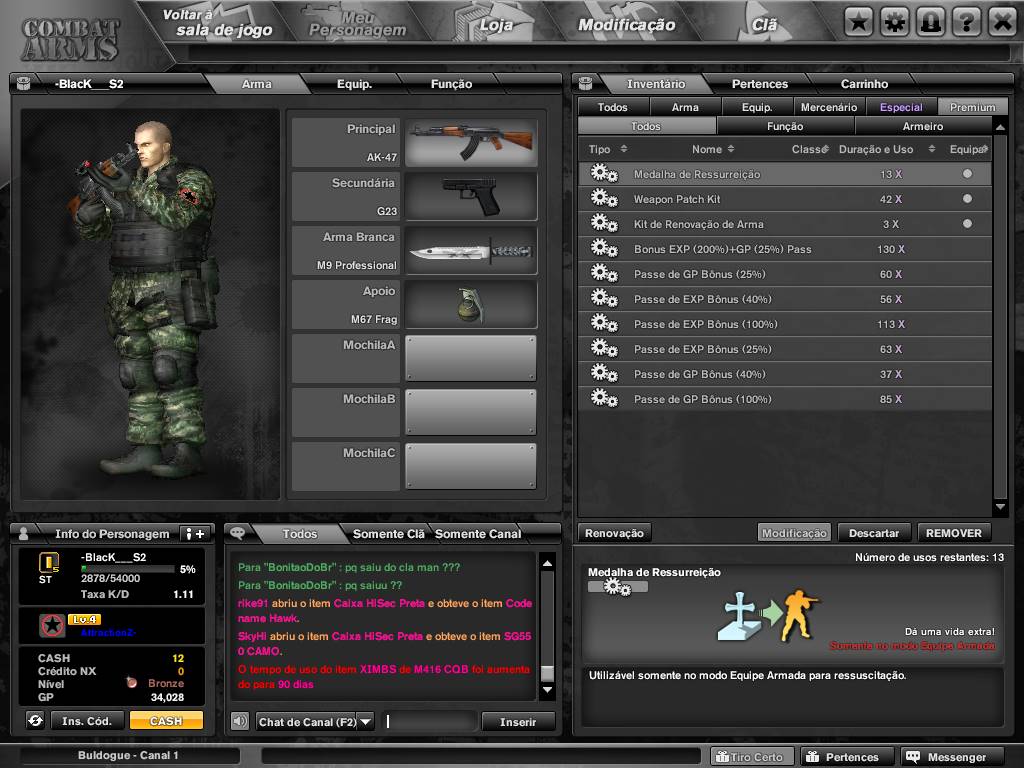 COMBAT ARMS
Voltar à sala de jogo
Meu Personagem
Loja
Modificação
Clã
-BlacK___S2
Arma
Equip.
Função
Principal
AK-47
Secundária
G23
Arma Branca
M9 Professional
Apoio
M67 Frag
MochilaA
MochilaB
MochilaC
Inventário
Pertences
Carrinho
Todos
Arma
Equip.
Mercenário
Especial
Premium
Todos
Função
Armeiro
Tipo
Nome
Classe
Duração e Uso
Equipa
Medalha de Ressurreição 13 X
Weapon Patch Kit 42 X
Kit de Renovação de Arma 3 X
Bonus EXP (200%)+GP (25%) Pass 130 X
Passe de GP Bônus (25%) 60 X
Passe de EXP Bônus (40%) 56 X
Passe de EXP Bônus (100%) 113 X
Passe de EXP Bônus (25%) 63 X
Passe de GP Bônus (40%) 37 X
Passe de GP Bônus (100%) 85 X
Renovação
Modificação
Descartar
REMOVER
Número de usos restantes: 13
Medalha de Ressurreição
Dá uma vida extra!
Somente no modo Equipe Armada
Utilizável somente no modo Equipe Armada para ressuscitação.
Info do Personagem
-BlacK___S2
ST
5%
2878/54000
Taxa K/D 1.11
Lv.4
AttractionZ-
CASH 12
Crédito NX 0
Nível Bronze
GP 34,028
Ins. Cód.
CASH
Todos
Somente Clã
Somente Canal
Para "BonitaoDoBr" : pq saiu do cla man ???
Para "BonitaoDoBr" : pq saiuu ??
rike91 abriu o item Caixa HiSec Preta e obteve o item Code
name Hawk.
SkyHi abriu o item Caixa HiSec Preta e obteve o item SG55
0 CAMO.
O tempo de uso do item XIMBS de M416 CQB foi aumenta
do para 90 dias
Chat de Canal (F2)
Inserir
Buldogue - Canal 1
Tiro Certo
Pertences
Messenger